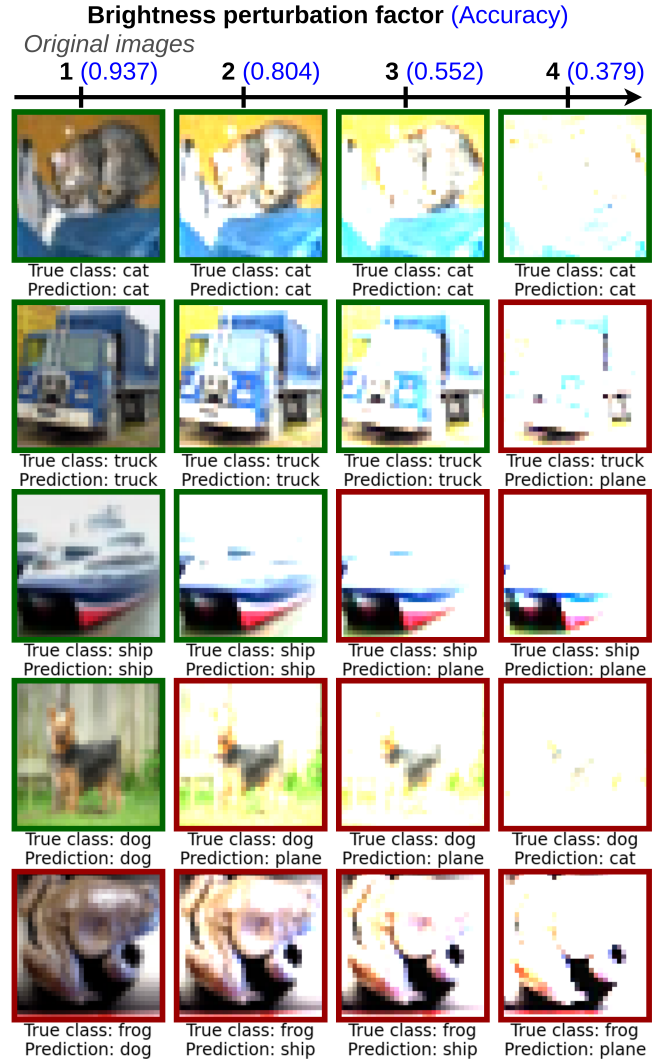 Brightness perturbation factor (Accuracy)
Original images
1 (0.937) 2 (0.804) 3 (0.552) 4 (0.379)
True class: cat True class: cat True class: cat True class: cat
Prediction: cat Prediction: cat Prediction: cat Prediction: cat
True class: truck True class: truck True class: truck True class: truck
Prediction: truck Prediction: truck Prediction: truck Prediction: plane
True class: ship True class: ship True class: ship True class: ship
Prediction: ship Prediction: ship Prediction: plane Prediction: plane
True class: dog True class: dog True class: dog True class: dog
Prediction: dog Prediction: plane Prediction: plane Prediction: cat
True class: frog True class: frog True class: frog True class: frog
Prediction: dog Prediction: ship Prediction: ship Prediction: plane